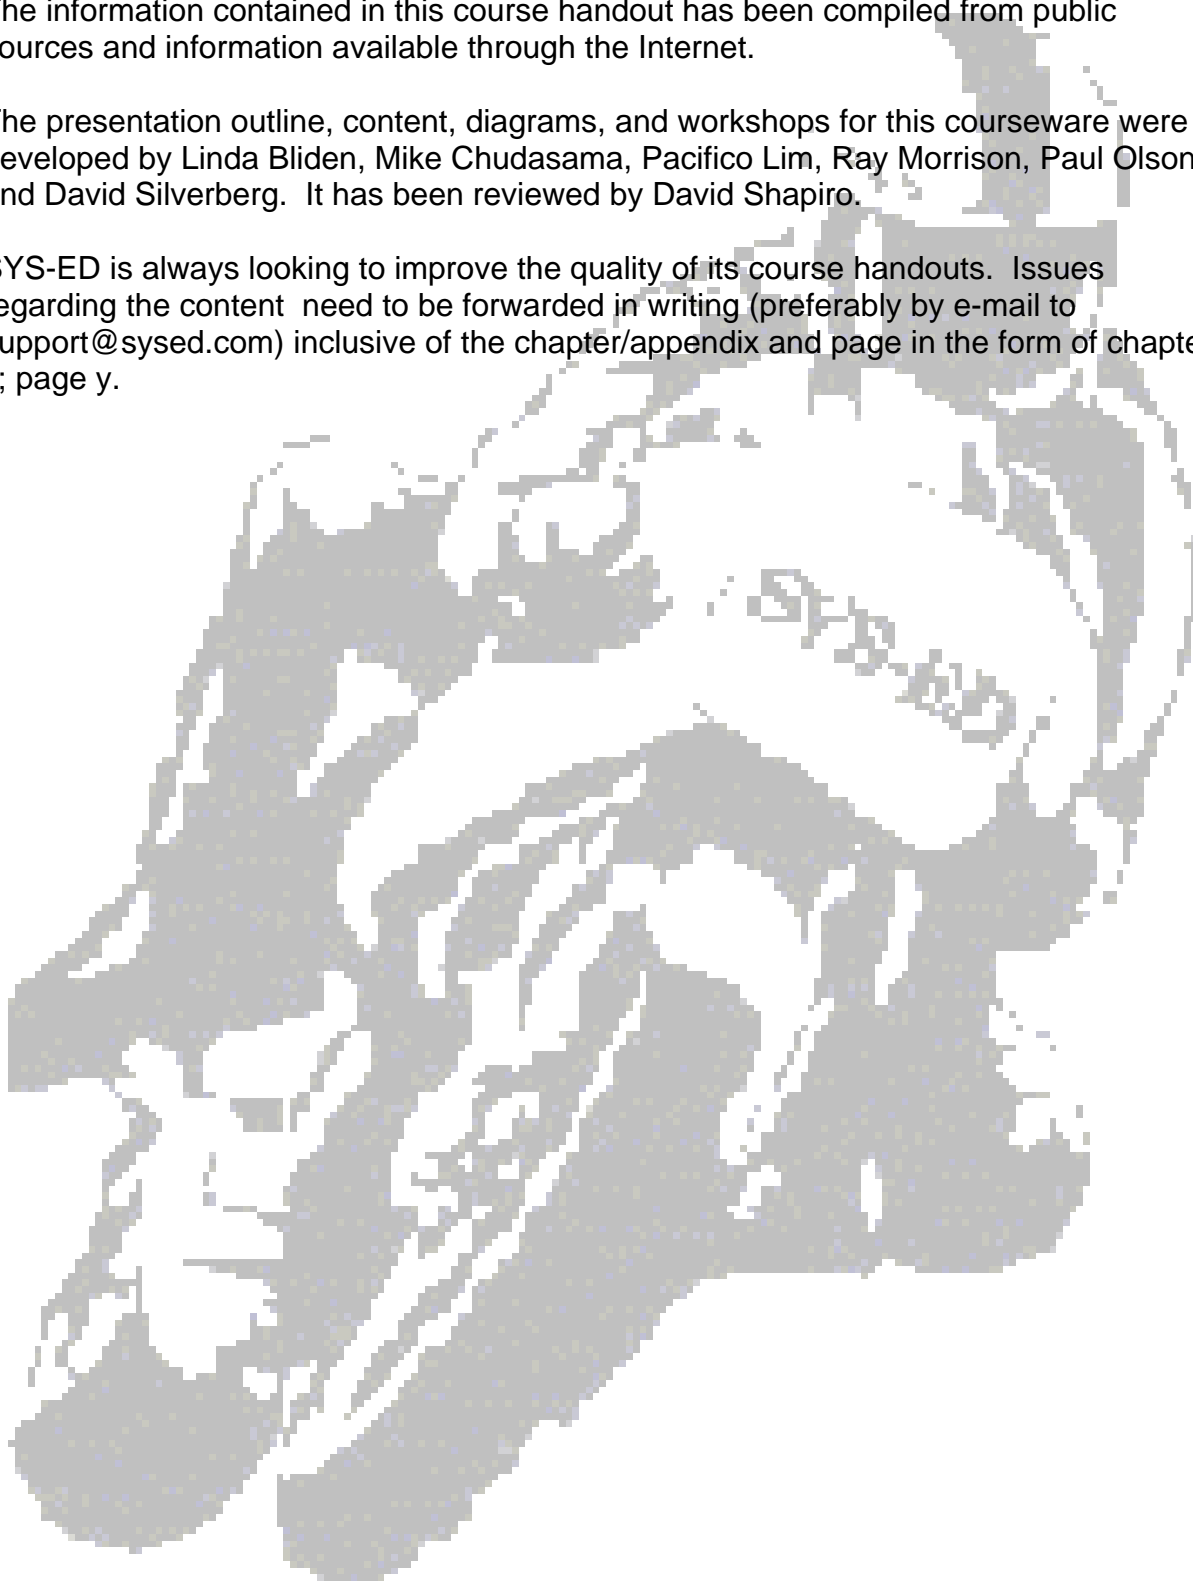 he information contained in this course handout has been compiled from public
ources and information available through the Internet.
he presentation outline, content, diagrams, and workshops for this courseware were
eveloped by Linda Bliden, Mike Chudasama, Pacifico Lim, Ray Morrison, Paul Olson
nd David Silverberg.  It has been reviewed by David Shapiro.
SYS-ED is always looking to improve the quality of its course handouts.  Issues
egarding the content  need to be forwarded in writing (preferably by e-mail to
upport@sysed.com) inclusive of the chapter/appendix and page in the form of chapte
; page y.
SYS-ED